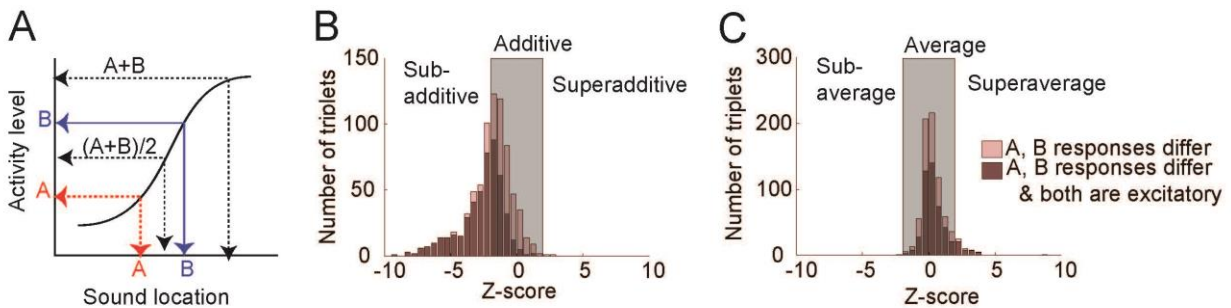 A
A+B
B
(A+B)/2
A
Activity level
A
B
Sound location
B
Additive
Sub-
additive
Superadditive
Number of triplets
150
100
50
0
-10
-5
0
5
10
Z-score
C
Average
Sub-
average
Superaverage
Number of triplets
300
200
100
0
-10
-5
0
5
10
Z-score
A, B responses differ
A, B responses differ
& both are excitatory